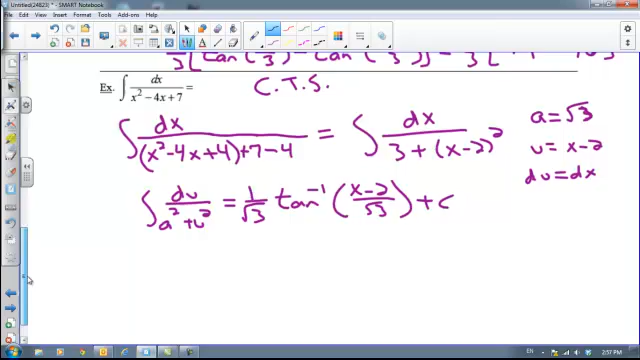 Untitled(24623) * - SMART Notebook
File Edit View Insert Format Tools Add-ons Help
Ex. ∫ dx / (x² − 4x + 7) =
C.T.S.
∫ dx / ((x² − 4x + 4) + 7 − 4) = ∫ dx / (3 + (x − 2)²)
a = √3
u = x − 2
du = dx
∫ du / (a² + u²) = 1/√3 tan⁻¹ ((x − 2)/√3) + c
EN
2:57 PM